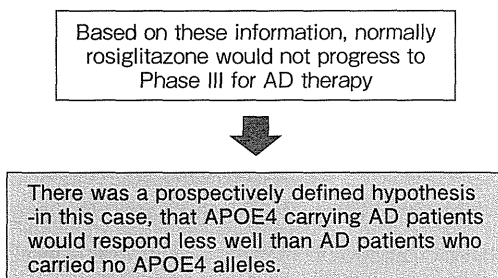 Based on these information, normally
rosiglitazone would not progress to
Phase III for AD therapy
There was a prospectively defined hypothesis
-in this case, that APOE4 carrying AD patients
would respond less well than AD patients who
carried no APOE4 alleles.